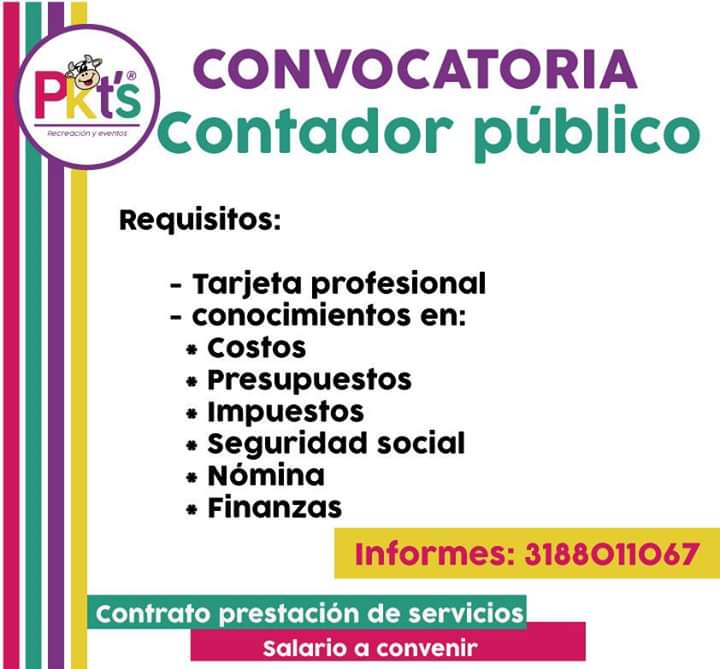 Pkt's®
Recreación y eventos
CONVOCATORIA
Contador público
Requisitos:
- Tarjeta profesional
- conocimientos en:
* Costos
* Presupuestos
* Impuestos
* Seguridad social
* Nómina
* Finanzas
Informes: 3188011067
Contrato prestación de servicios
Salario a convenir